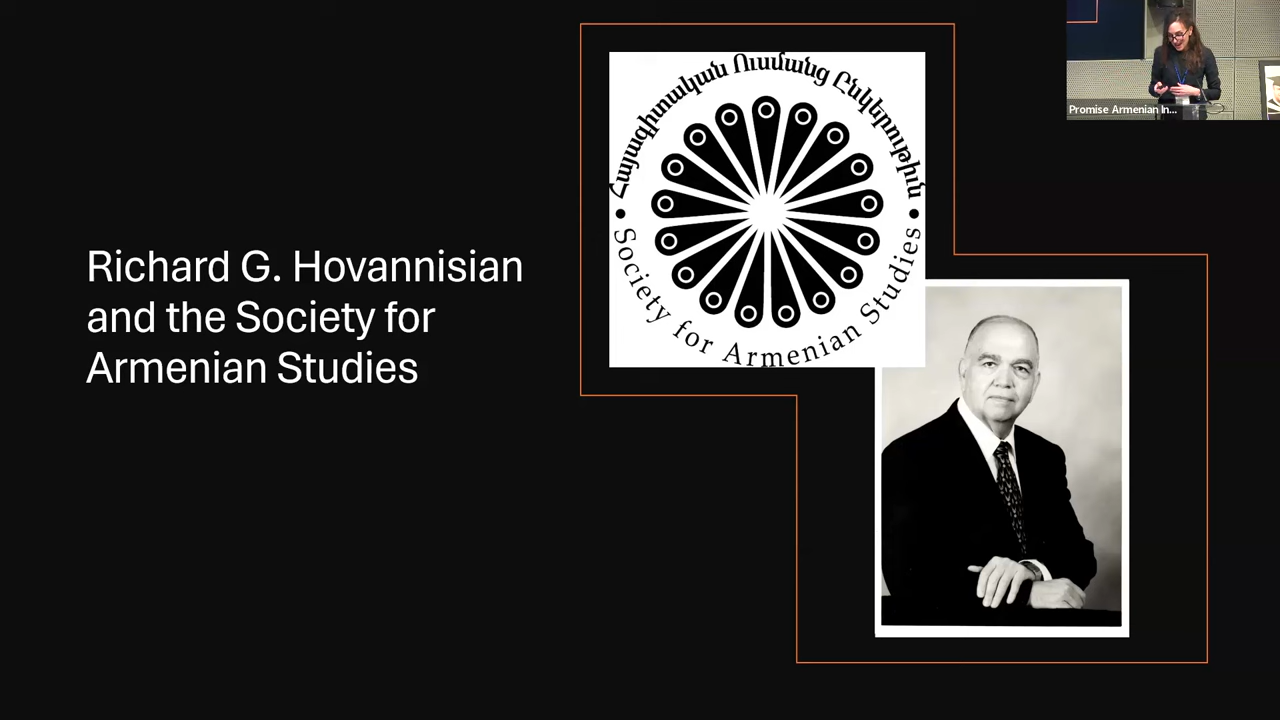 Richard G. Hovannisian
and the Society for
Armenian Studies
Հայագիտական Ուսմանց Ընկերութիւն
• Society for Armenian Studies •
Promise Armenian In...